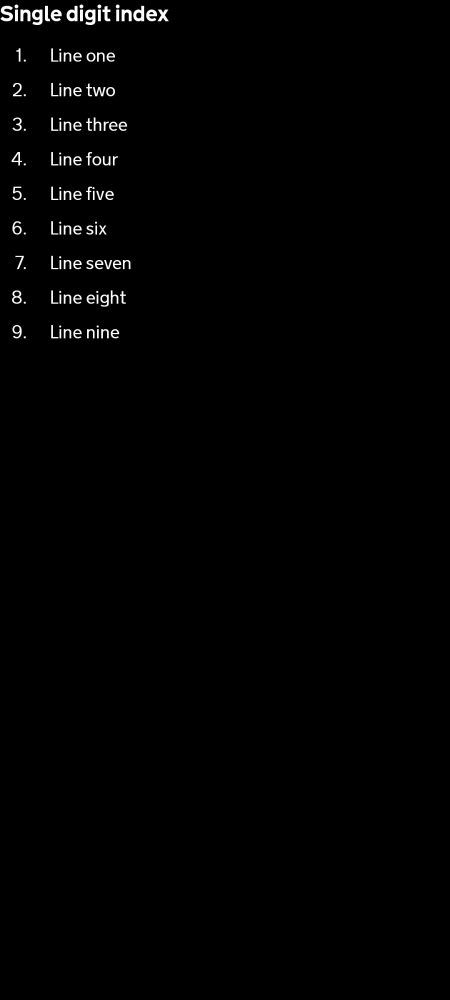 Single digit index
1. Line one
2. Line two
3. Line three
4. Line four
5. Line five
6. Line six
7. Line seven
8. Line eight
9. Line nine